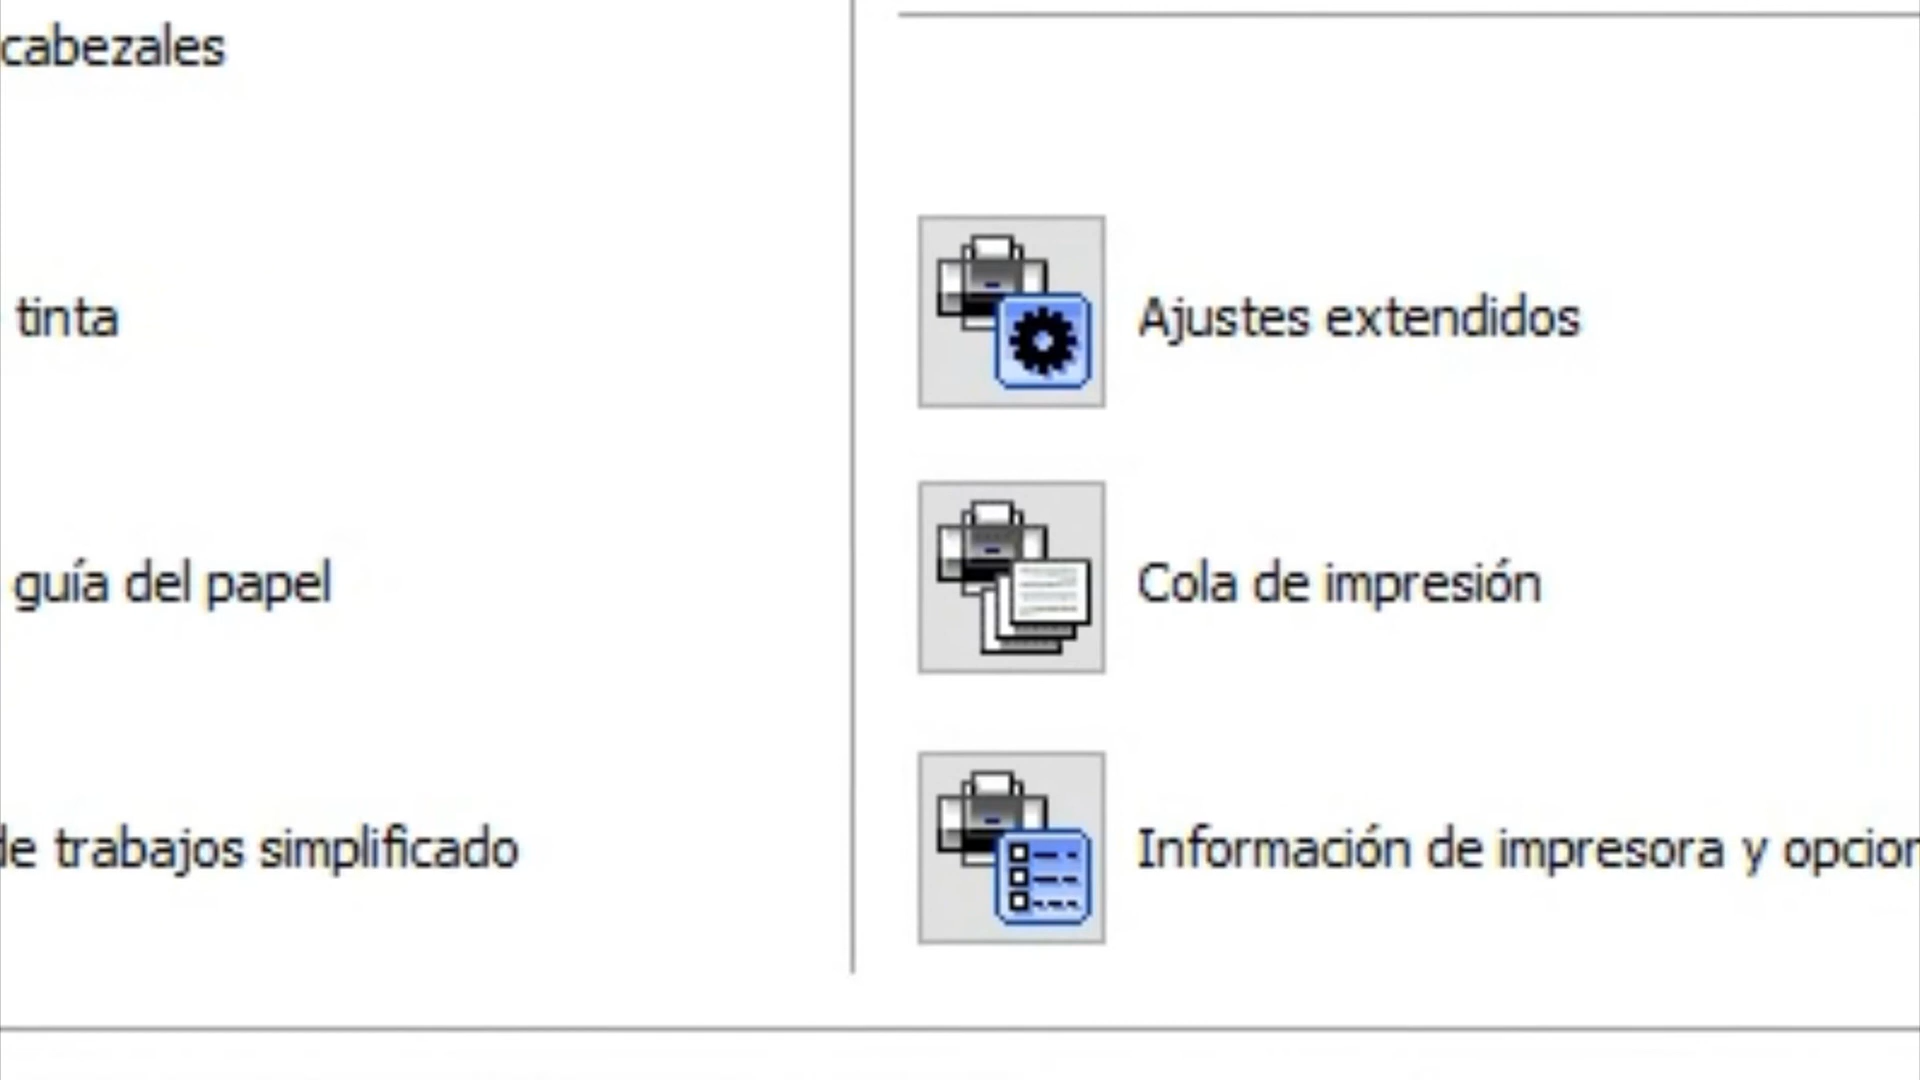 cabezales
tinta
guía del papel
de trabajos simplificado
Ajustes extendidos
Cola de impresión
Información de impresora y opcion